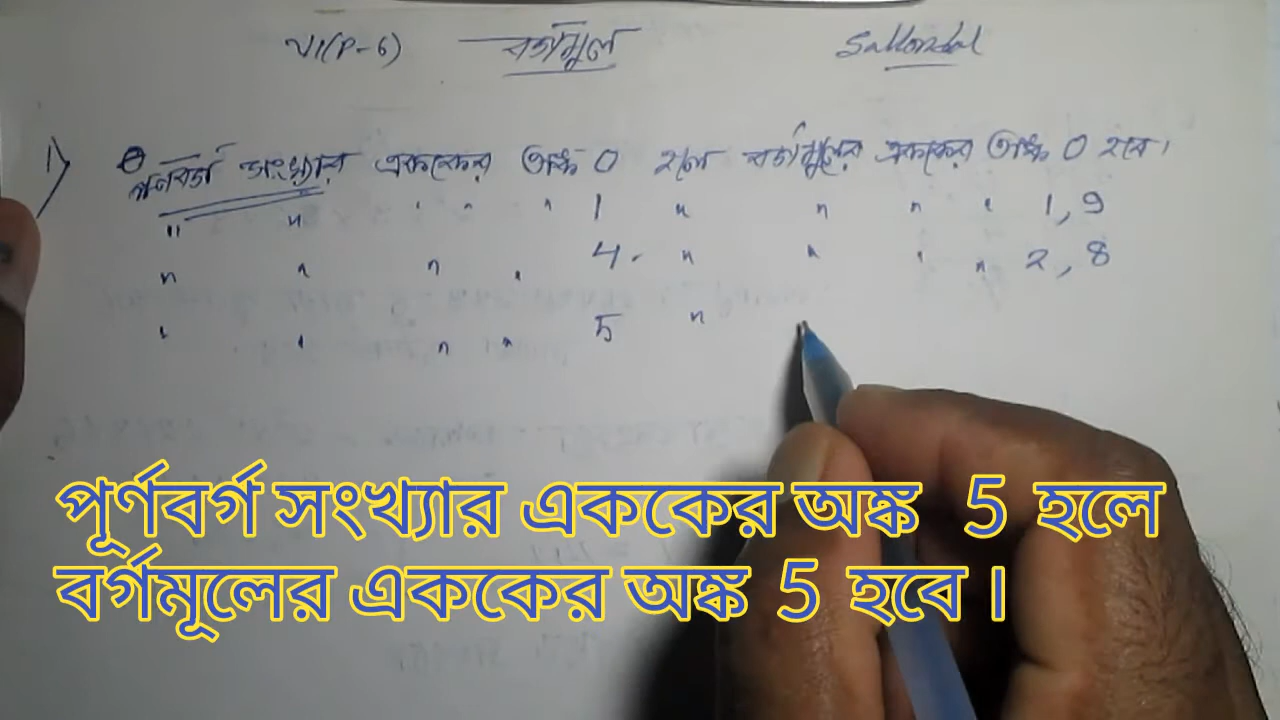 VI(P-6) বর্গমূল
1) পূর্ণবর্গ সংখ্যার এককের অঙ্ক 0 হলে বর্গমূলের এককের অঙ্ক 0 হবে।
" " " " " 1 " " " " 1, 9
" " " " 4 " " " " 2, 8
" " " " 5 "
পূর্ণবর্গ সংখ্যার এককের অঙ্ক 5 হলে
বর্গমূলের এককের অঙ্ক 5 হবে ।